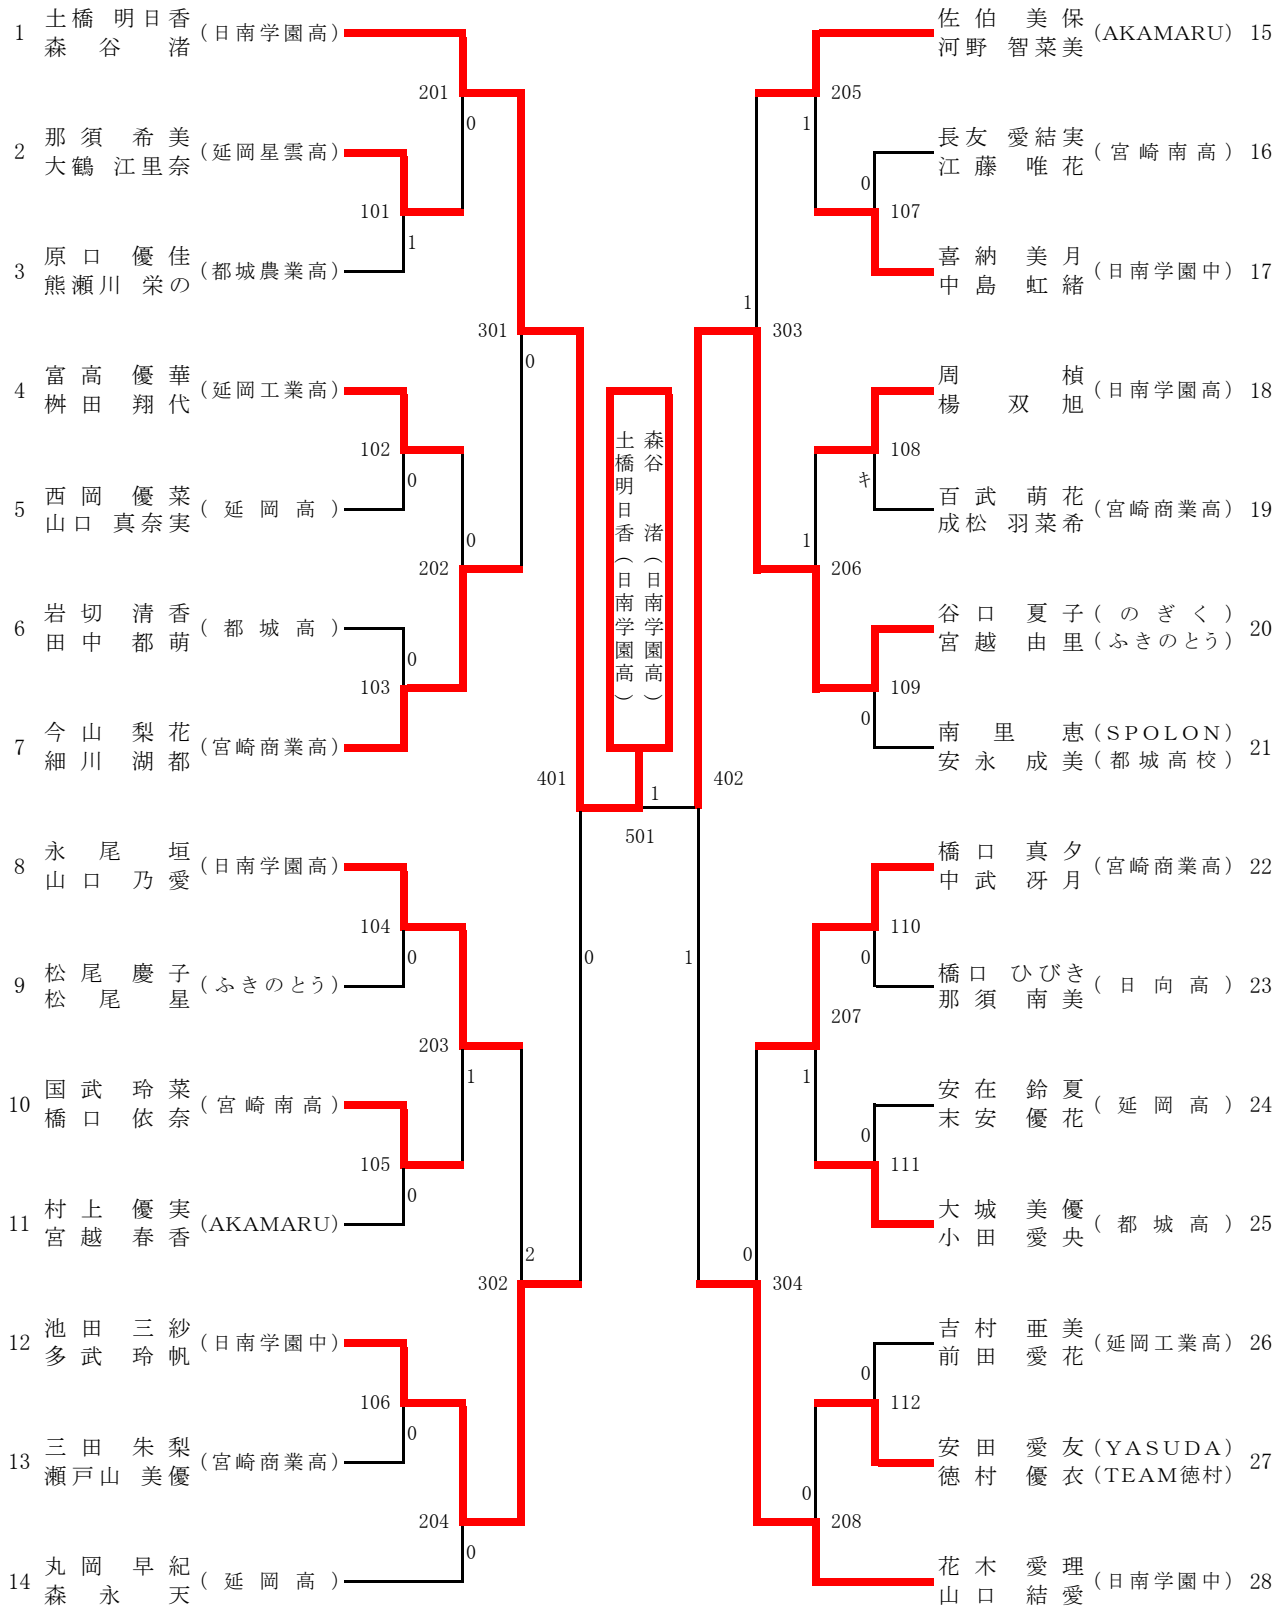 1 土橋 明日香 (日南学園高)
森谷 渚
201
0
2 那須 希美 (延岡星雲高)
大鶴 江里奈
101
1
3 原口 優佳 (都城農業高)
熊瀬川 栄の
301
0
4 富高 優華 (延岡工業高)
桝田 翔代
102
0
5 西岡 優菜 (延岡高)
山口 真奈実
0
202
6 岩切 清香 (都城高)
田中 都萌
0
103
7 今山 梨花 (宮崎商業高)
細川 湖都
401
8 永尾 垣 (日南学園高)
山口 乃愛
104
0
9 松尾 慶子 (ふきのとう)
松尾 星
0
203
1
10 国武 玲菜 (宮崎南高)
橋口 依奈
105
0
11 村上 優実 (AKAMARU)
宮越 春香
2
302
12 池田 三紗 (日南学園中)
多武 玲帆
106
0
13 三田 朱梨 (宮崎商業高)
瀬戸山 美優
204
0
14 丸岡 早紀 (延岡高)
森永 天
森谷 渚(日南学園高)
土橋明日香(日南学園高)
1
501
佐伯 美保 (AKAMARU) 15
河野 智菜美
205
1
長友 愛結実 (宮崎南高) 16
江藤 唯花
0
107
喜納 美月 (日南学園中) 17
中島 虹緒
1
303
周 楨 (日南学園高) 18
楊 双旭
108
キ
百武 萌花 (宮崎商業高) 19
成松 羽菜希
1
206
谷口 夏子 (のぎく) 20
宮越 由里 (ふきのとう)
109
0
南里 恵 (SPOLON) 21
安永 成美 (都城高校)
402
橋口 真夕 (宮崎商業高) 22
中武 冴月
110
0
橋口 ひびき (日向高) 23
那須 南美
1
207
1
安在 鈴夏 (延岡高) 24
末安 優花
0
111
大城 美優 (都城高) 25
小田 愛央
0
304
吉村 亜美 (延岡工業高) 26
前田 愛花
0
112
安田 愛友 (YASUDA) 27
徳村 優衣 (TEAM徳村)
0
208
花木 愛理 (日南学園中) 28
山口 結愛